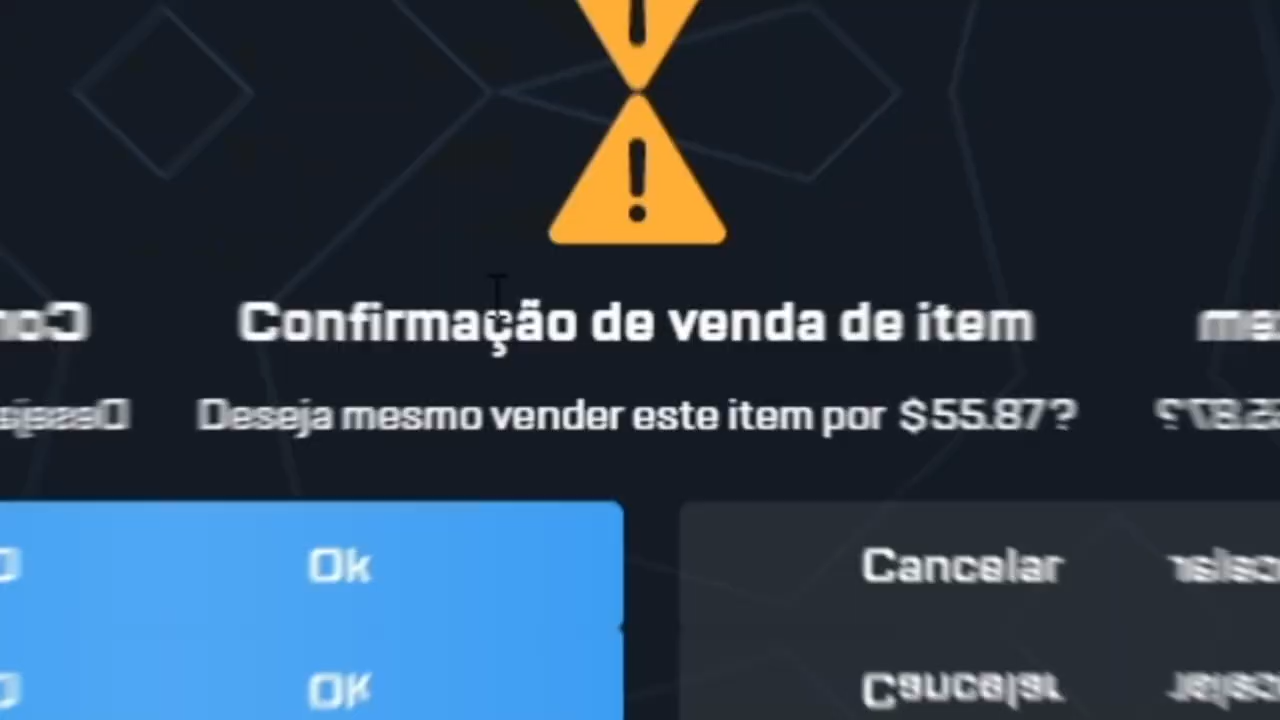 Confirmação de venda de item
Deseja mesmo vender este item por $55.87?
Ok
Cancelar